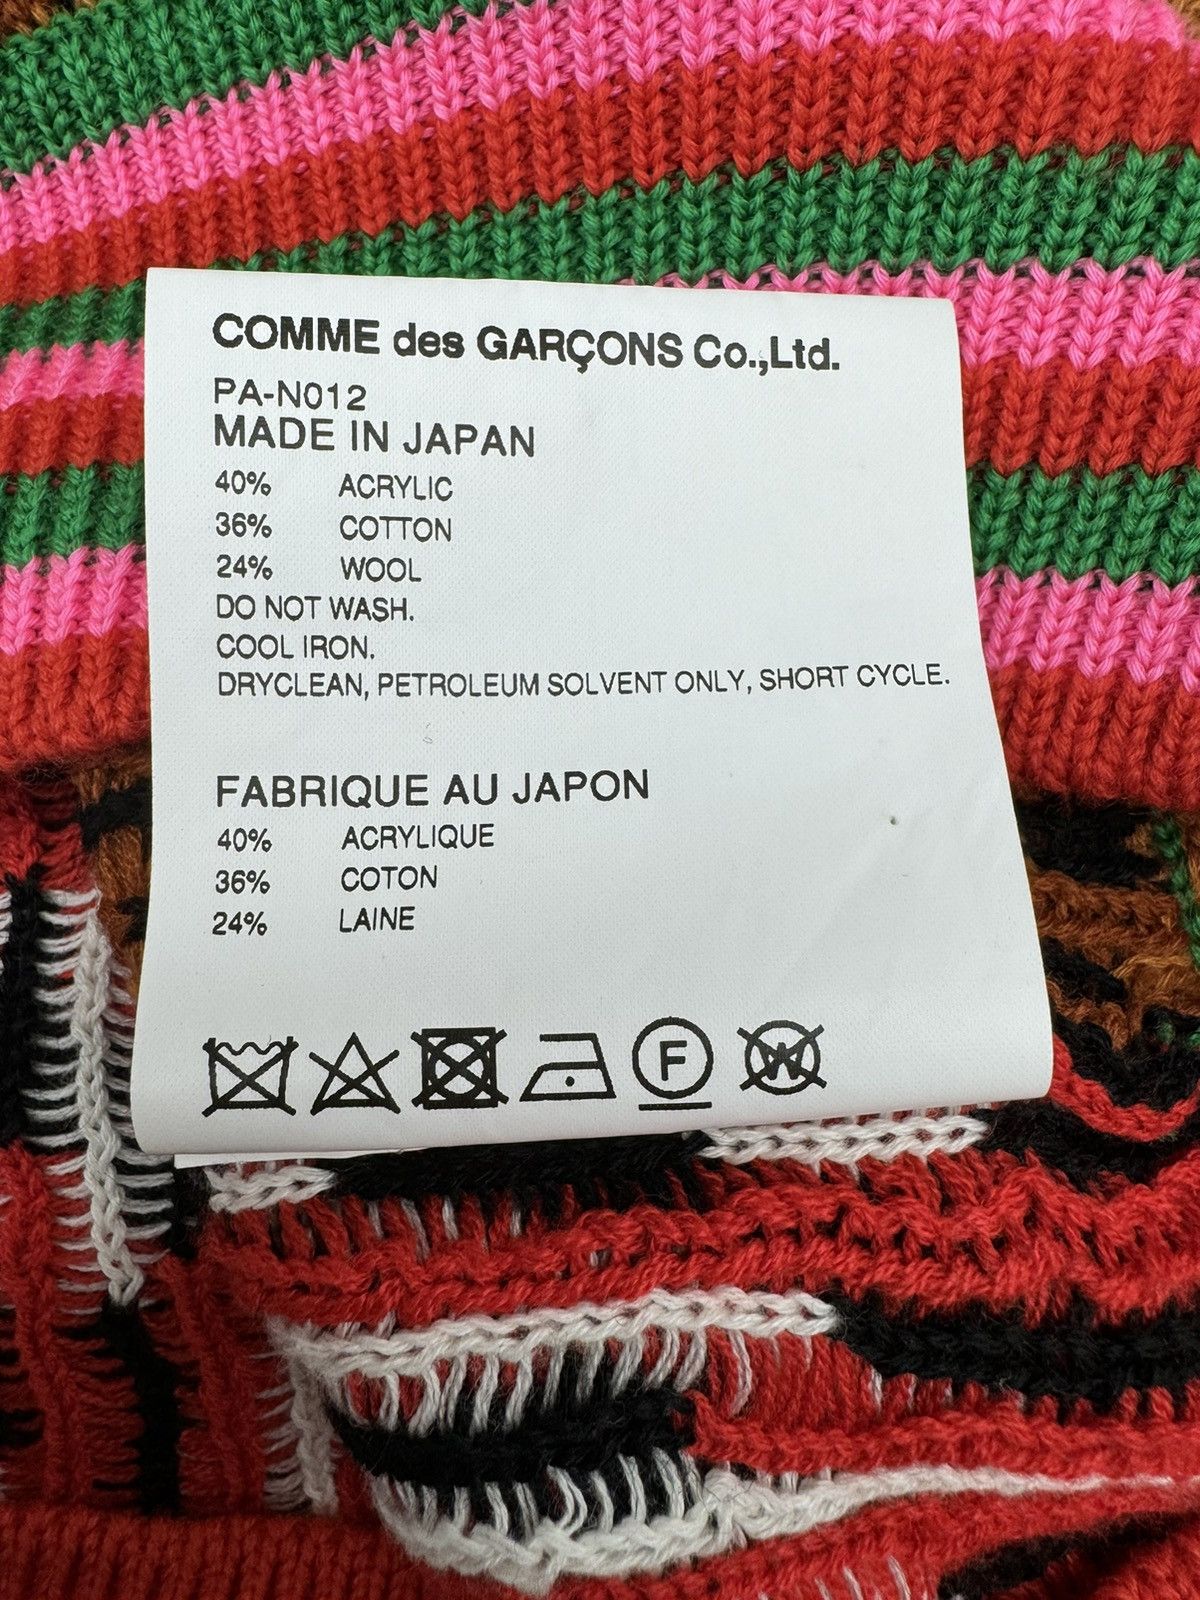 COMME des GARÇONS Co.,Ltd.
PA-N012
MADE IN JAPAN
40% ACRYLIC
36% COTTON
24% WOOL
DO NOT WASH.
COOL IRON.
DRYCLEAN, PETROLEUM SOLVENT ONLY, SHORT CYCLE.
FABRIQUE AU JAPON
40% ACRYLIQUE
36% COTON
24% LAINE
F W